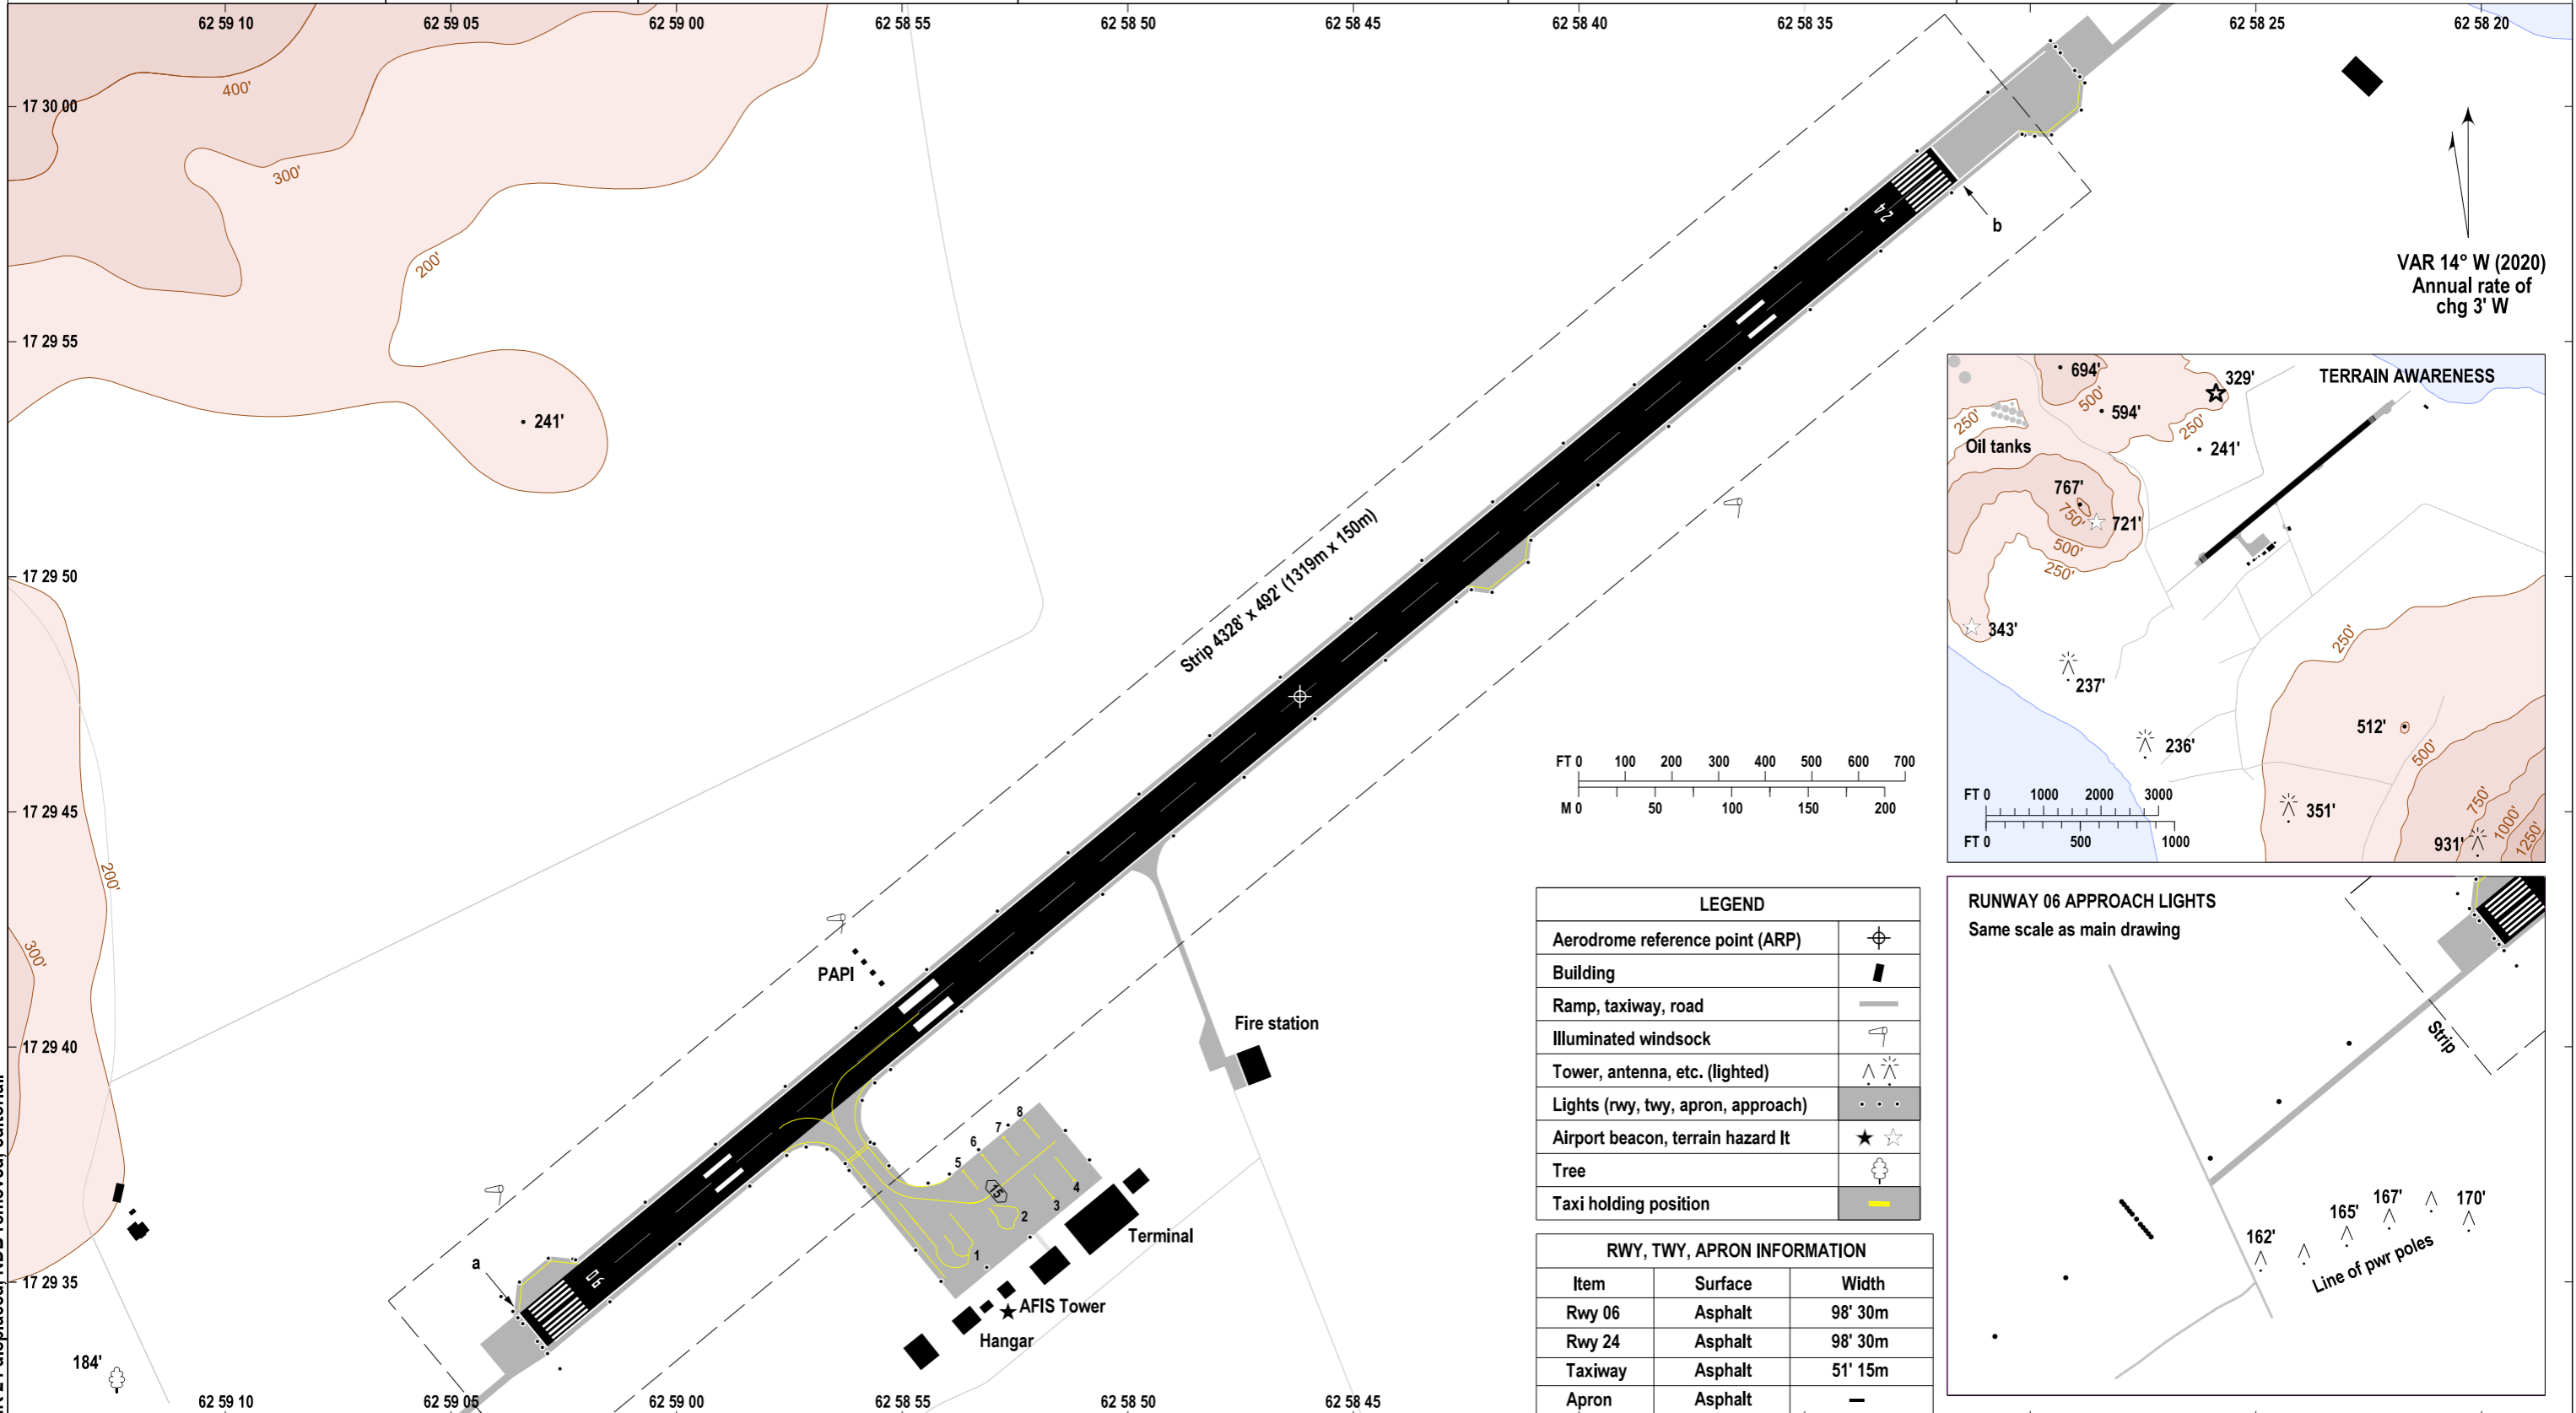 62 59 10
62 59 05
62 59 00
62 58 55
62 58 50
62 58 45
62 58 40
62 58 35
62 58 25
62 58 20
17 30 00
400'
300'
200'
24
b
VAR 14° W (2020)
Annual rate of
chg 3' W
17 29 55
241'
TERRAIN AWARENESS
694'
329'
500'
594'
250'
250'
241'
Oil tanks
767'
750'
721'
500'
250'
343'
237'
236'
250'
512'
500'
351'
750'
1000'
1250'
931'
FT 0 1000 2000 3000
FT 0 500 1000
Strip 4328' x 492' (1319m x 150m)
17 29 50
FT 0 100 200 300 400 500 600 700
M 0 50 100 150 200
17 29 45
200'
300'
PAPI
Fire station
17 29 40
8
7
6
5
15
4
3
2
1
Terminal
AFIS Tower
Hangar
06
a
17 29 35
184'
62 59 10
62 59 05
62 59 00
62 58 55
62 58 50
62 58 45
LEGEND
Aerodrome reference point (ARP)
Building
Ramp, taxiway, road
Illuminated windsock
Tower, antenna, etc. (lighted)
Lights (rwy, twy, apron, approach)
Airport beacon, terrain hazard lt
Tree
Taxi holding position
RWY, TWY, APRON INFORMATION
Item Surface Width
Rwy 06 Asphalt 98' 30m
Rwy 24 Asphalt 98' 30m
Taxiway Asphalt 51' 15m
Apron Asphalt –
RUNWAY 06 APPROACH LIGHTS
Same scale as main drawing
Strip
162'
165'
167'
170'
Line of pwr poles